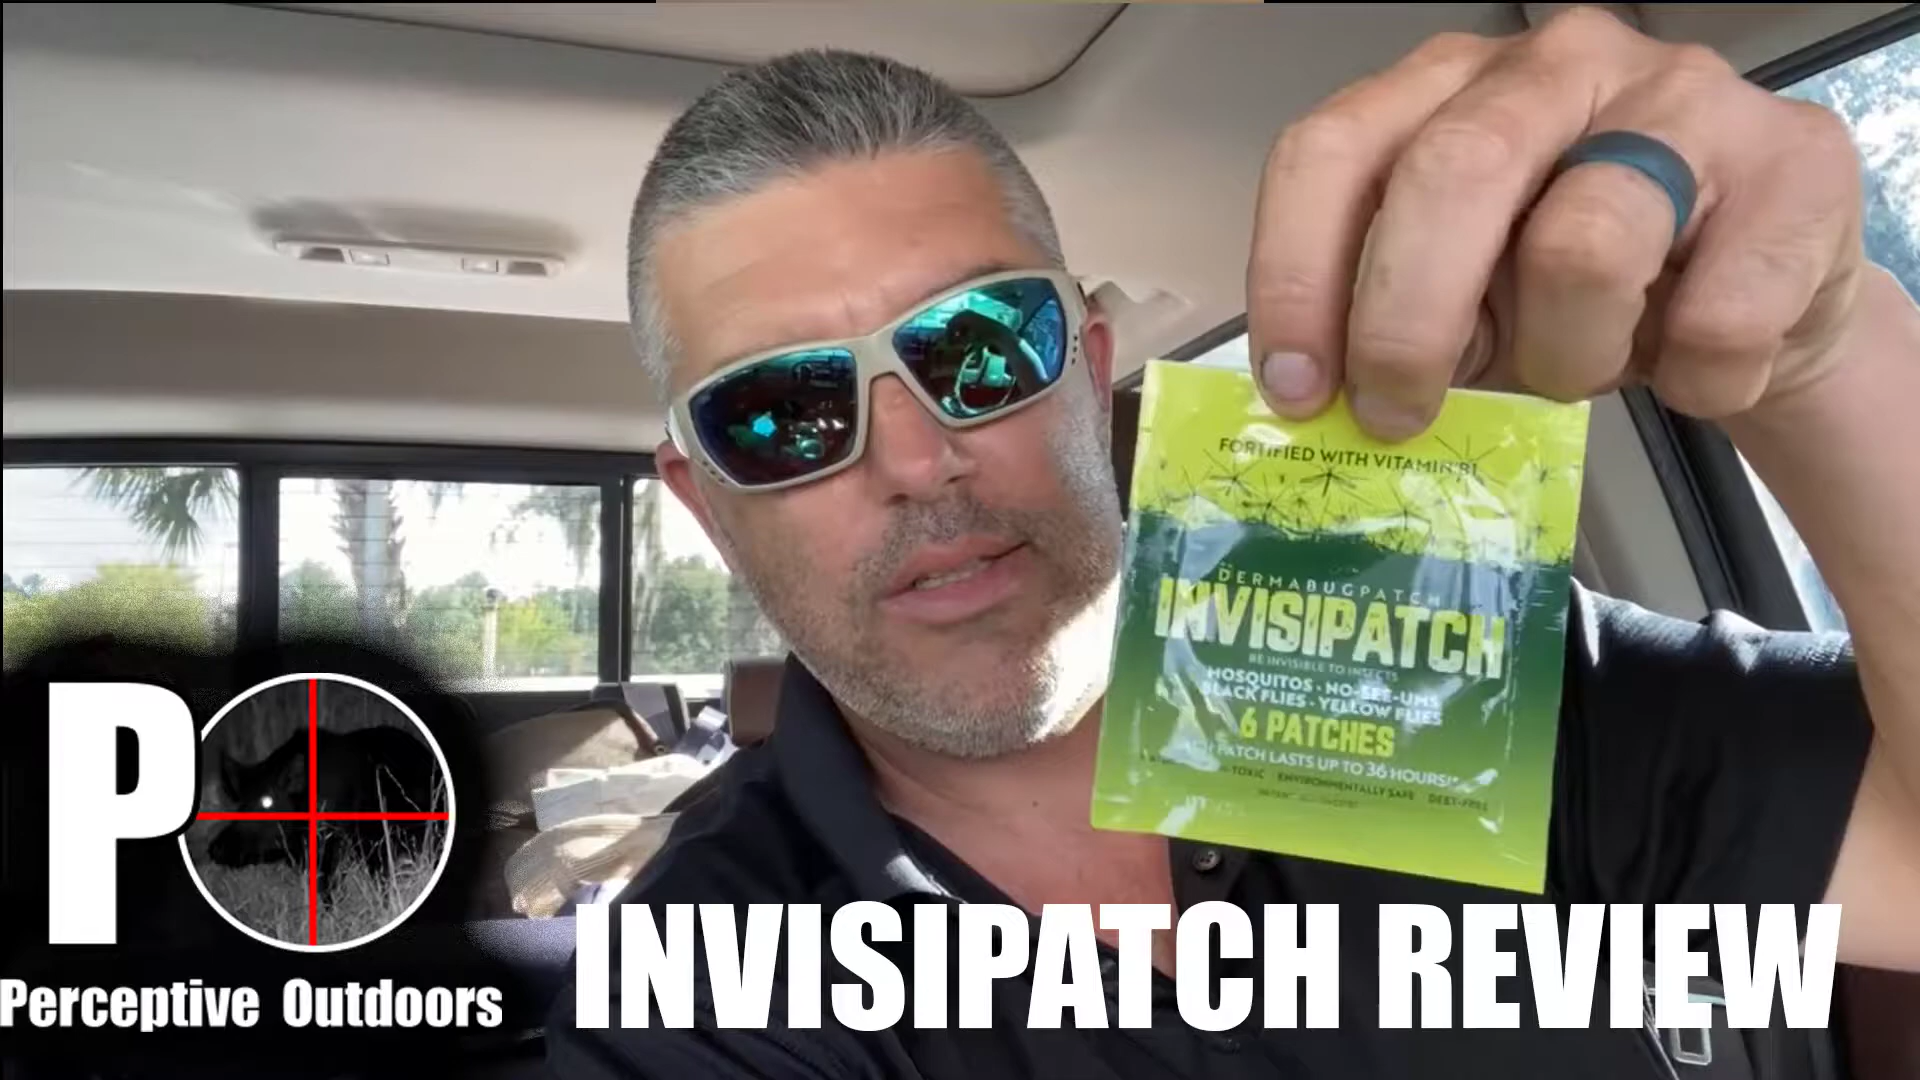 FORTIFIED WITH VITAMIN B1
DERMABUGPATCH
INVISIPATCH
BE INVISIBLE TO INSECTS
MOSQUITOS • NO-SEE-UMS
BLACK FLIES • YELLOW FLIES
6 PATCHES
PATCH LASTS UP TO 36 HOURS!*
ENVIRONMENTALLY SAFE DEET-FREE
P
Perceptive Outdoors
INVISIPATCH REVIEW